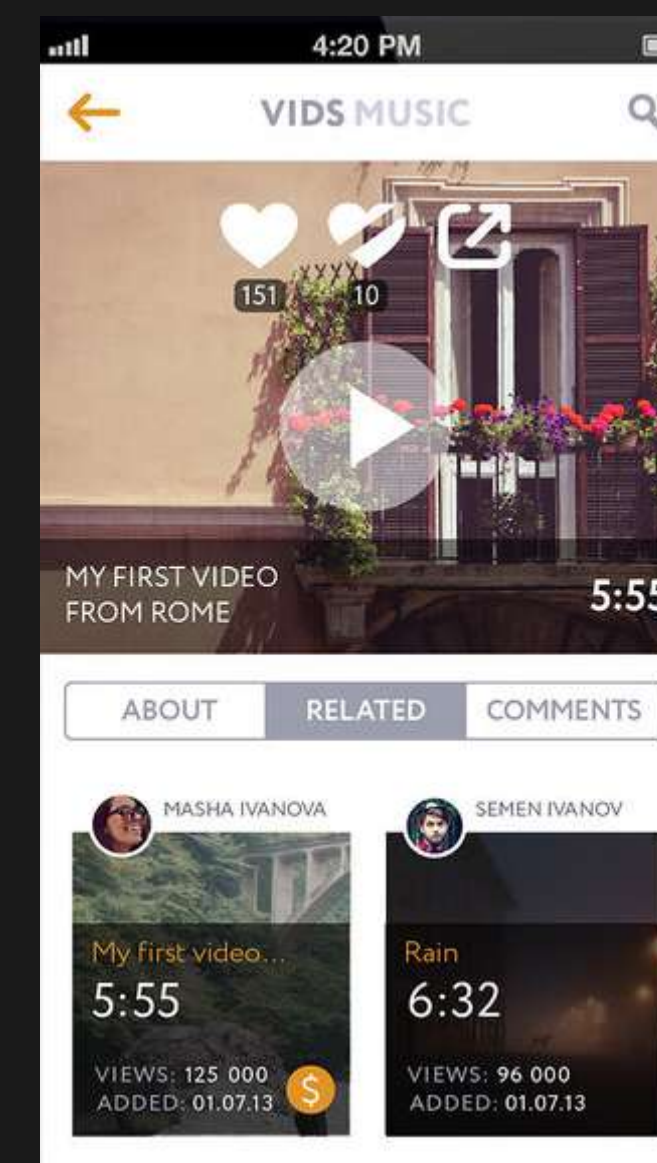 4:20 PM
VIDS MUSIC
151 10
MY FIRST VIDEO
FROM ROME
5:55
ABOUT RELATED COMMENTS
MASHA IVANOVA SEMEN IVANOV
My first video... Rain
5:55 6:32
VIEWS: 125 000 VIEWS: 96 000
ADDED: 01.07.13 $ ADDED: 01.07.13